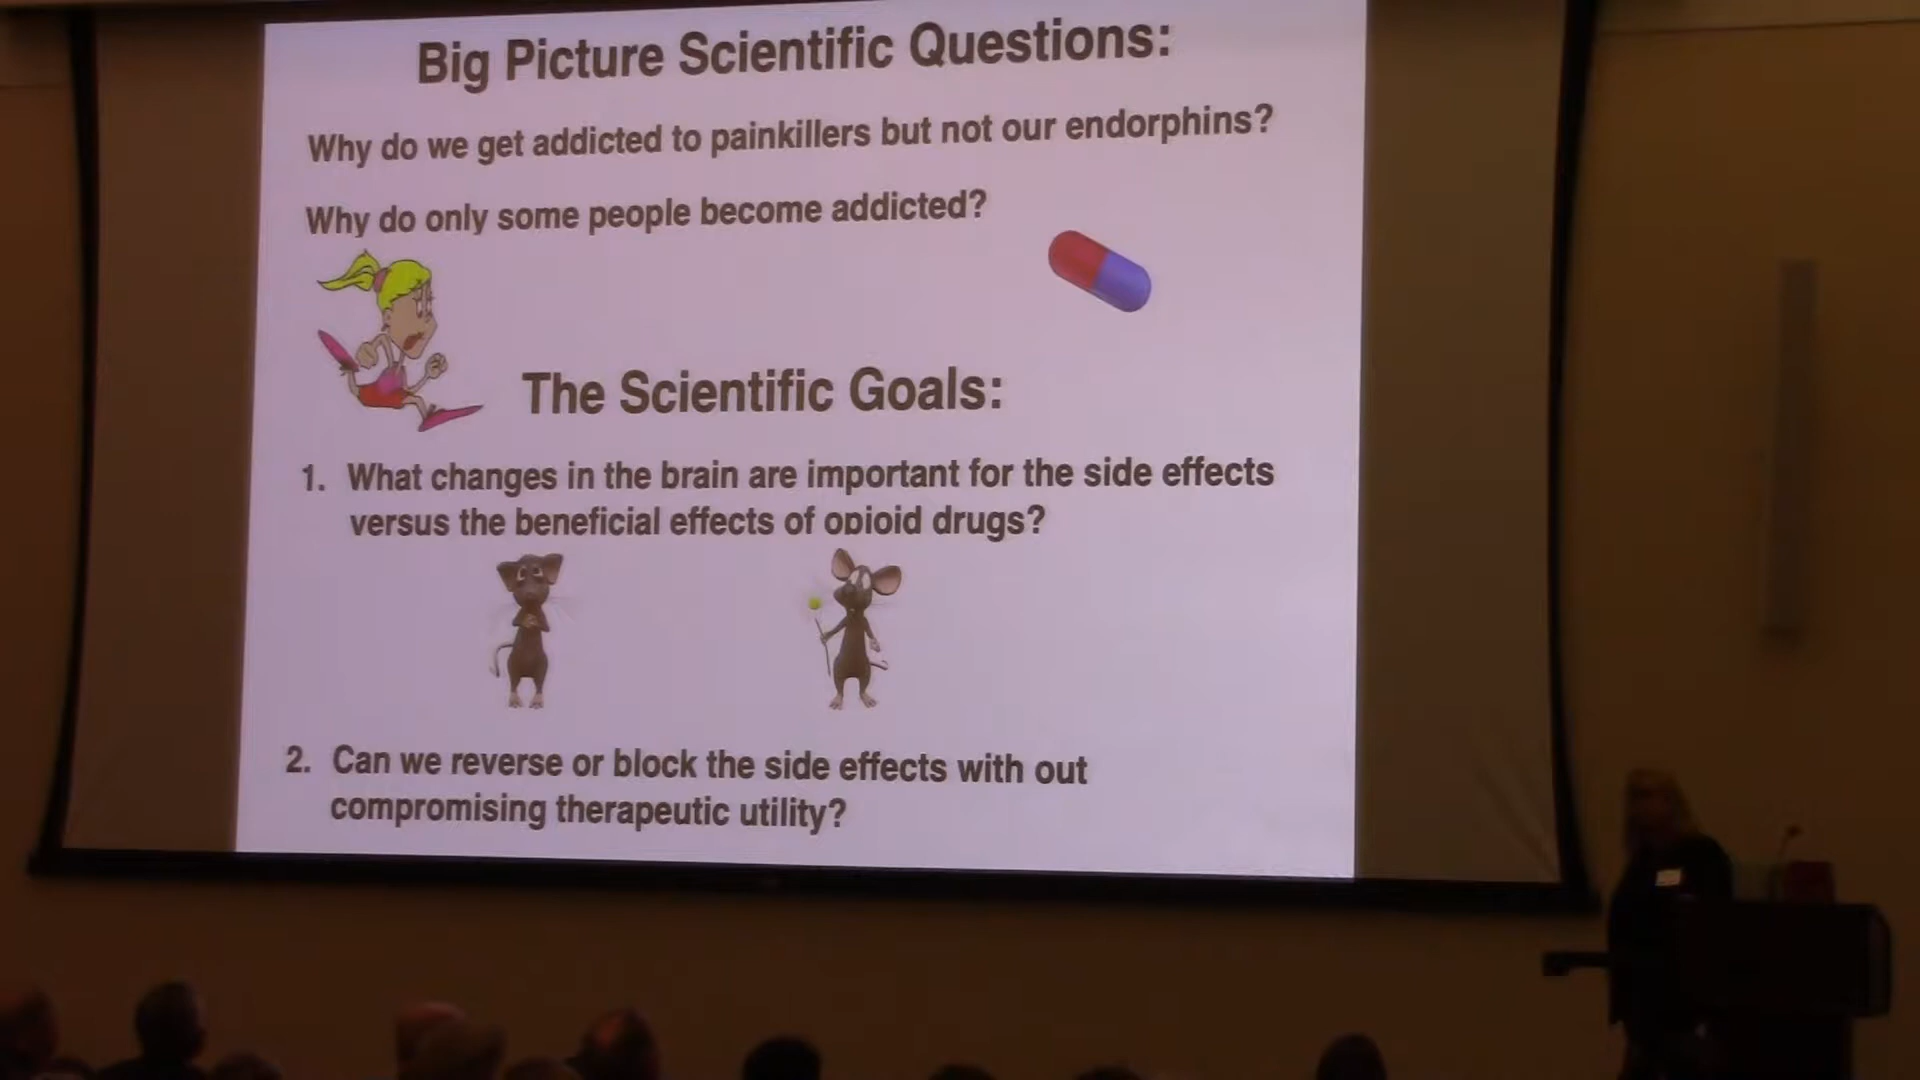 Big Picture Scientific Questions:
Why do we get addicted to painkillers but not our endorphins?
Why do only some people become addicted?
The Scientific Goals:
1. What changes in the brain are important for the side effects
versus the beneficial effects of opioid drugs?
2. Can we reverse or block the side effects with out
compromising therapeutic utility?